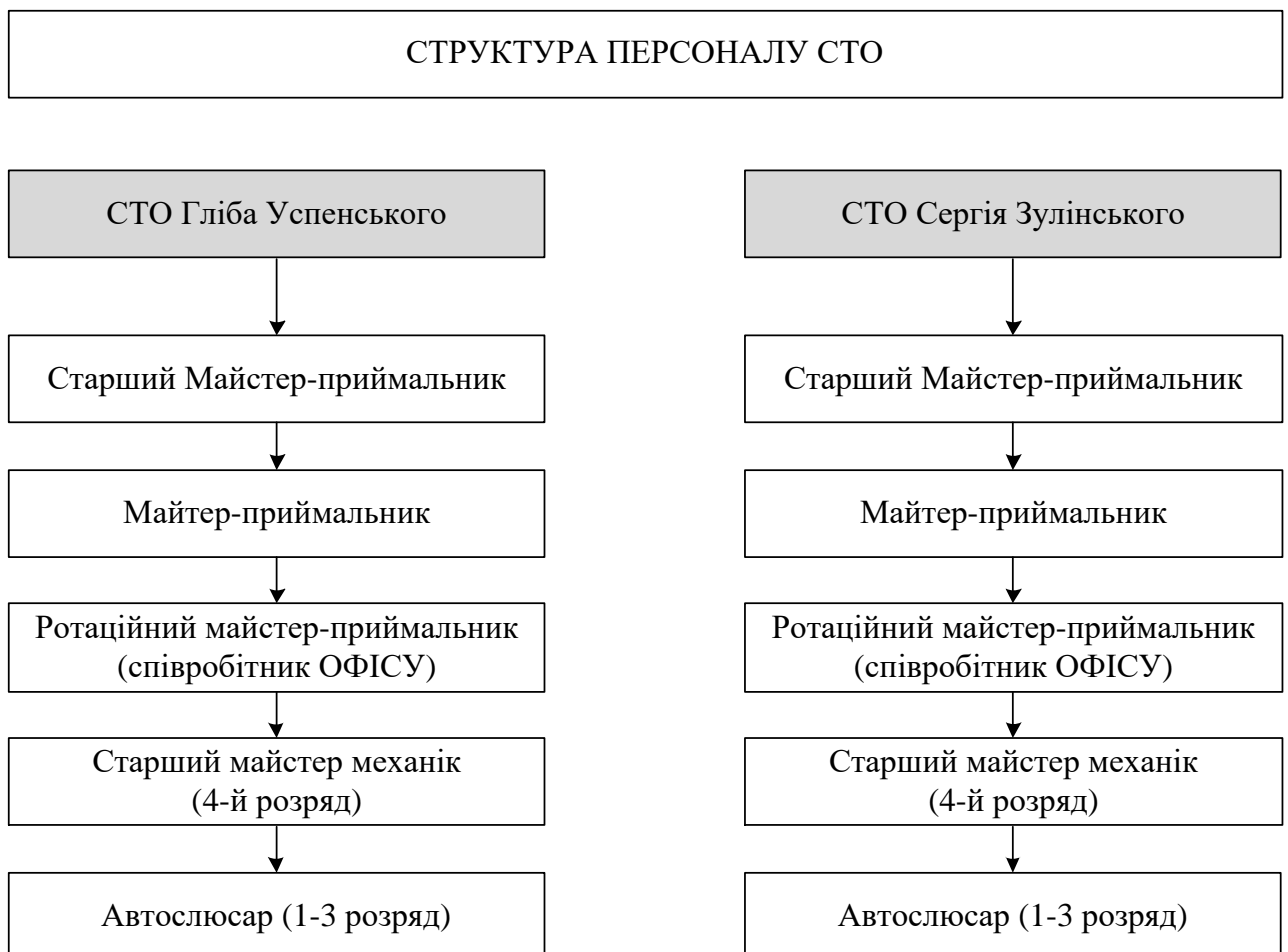 СТРУКТУРА ПЕРСОНАЛУ СТО
СТО Гліба Успенського
Старший Майстер-приймальник
Майтер-приймальник
Ротаційний майстер-приймальник
(співробітник ОФІСУ)
Старший майстер механік
(4-й розряд)
Автослюсар (1-3 розряд)
СТО Сергія Зулінського
Старший Майстер-приймальник
Майтер-приймальник
Ротаційний майстер-приймальник
(співробітник ОФІСУ)
Старший майстер механік
(4-й розряд)
Автослюсар (1-3 розряд)